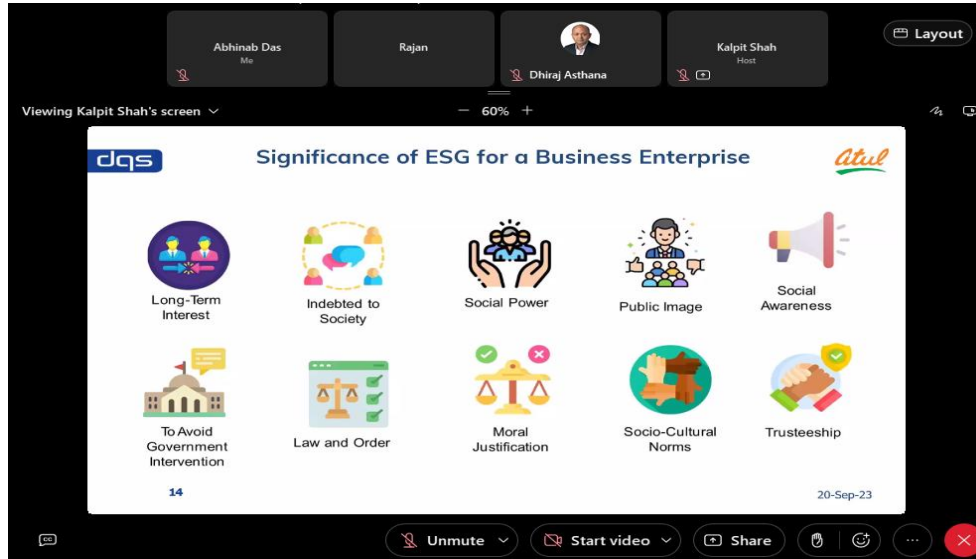 Layout
Abhinab Das
Me
Rajan
Dhiraj Asthana
Kalpit Shah
Host
Viewing Kalpit Shah's screen
60%
dqs
Significance of ESG for a Business Enterprise
atul
Long-Term
Interest
Indebted to
Society
Social Power
Public Image
Social
Awareness
To Avoid
Government
Intervention
Law and Order
Moral
Justification
Socio-Cultural
Norms
Trusteeship
14
20-Sep-23
CC
Unmute
Start video
Share